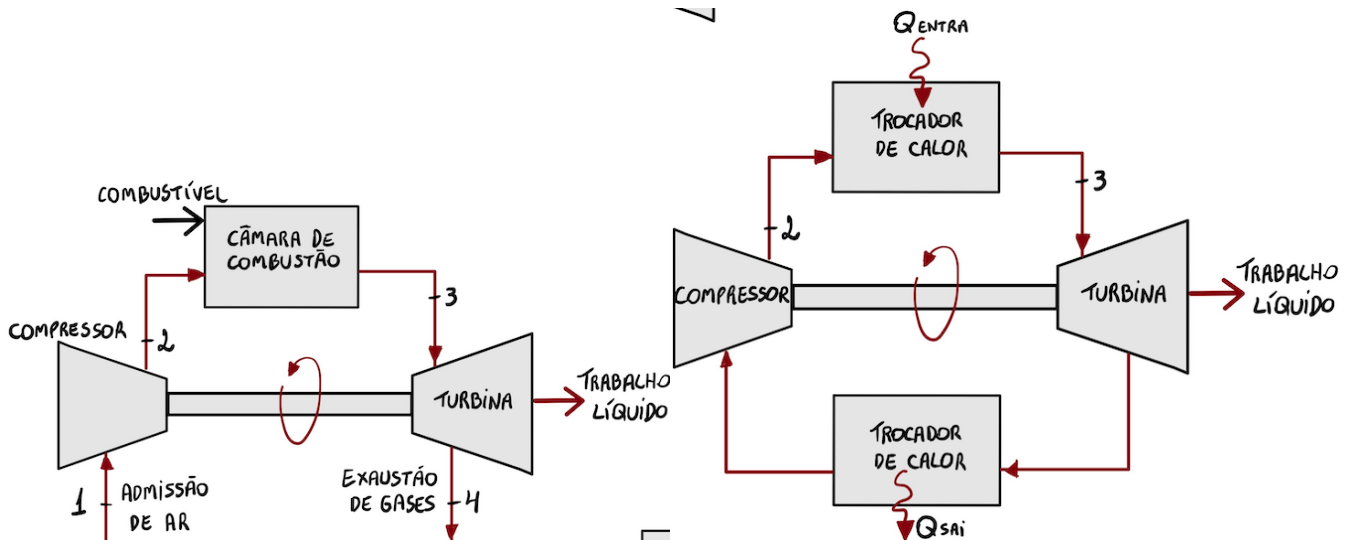 COMBUSTÍVEL
CÂMARA DE
COMBUSTÃO
3
COMPRESSOR
2
TURBINA
TRABALHO
LÍQUIDO
1
ADMISSÃO
DE AR
EXAUSTÃO
DE GASES
4
QENTRA
TROCADOR
DE CALOR
3
2
COMPRESSOR
TURBINA
TRABALHO
LÍQUIDO
TROCADOR
DE CALOR
QSAI